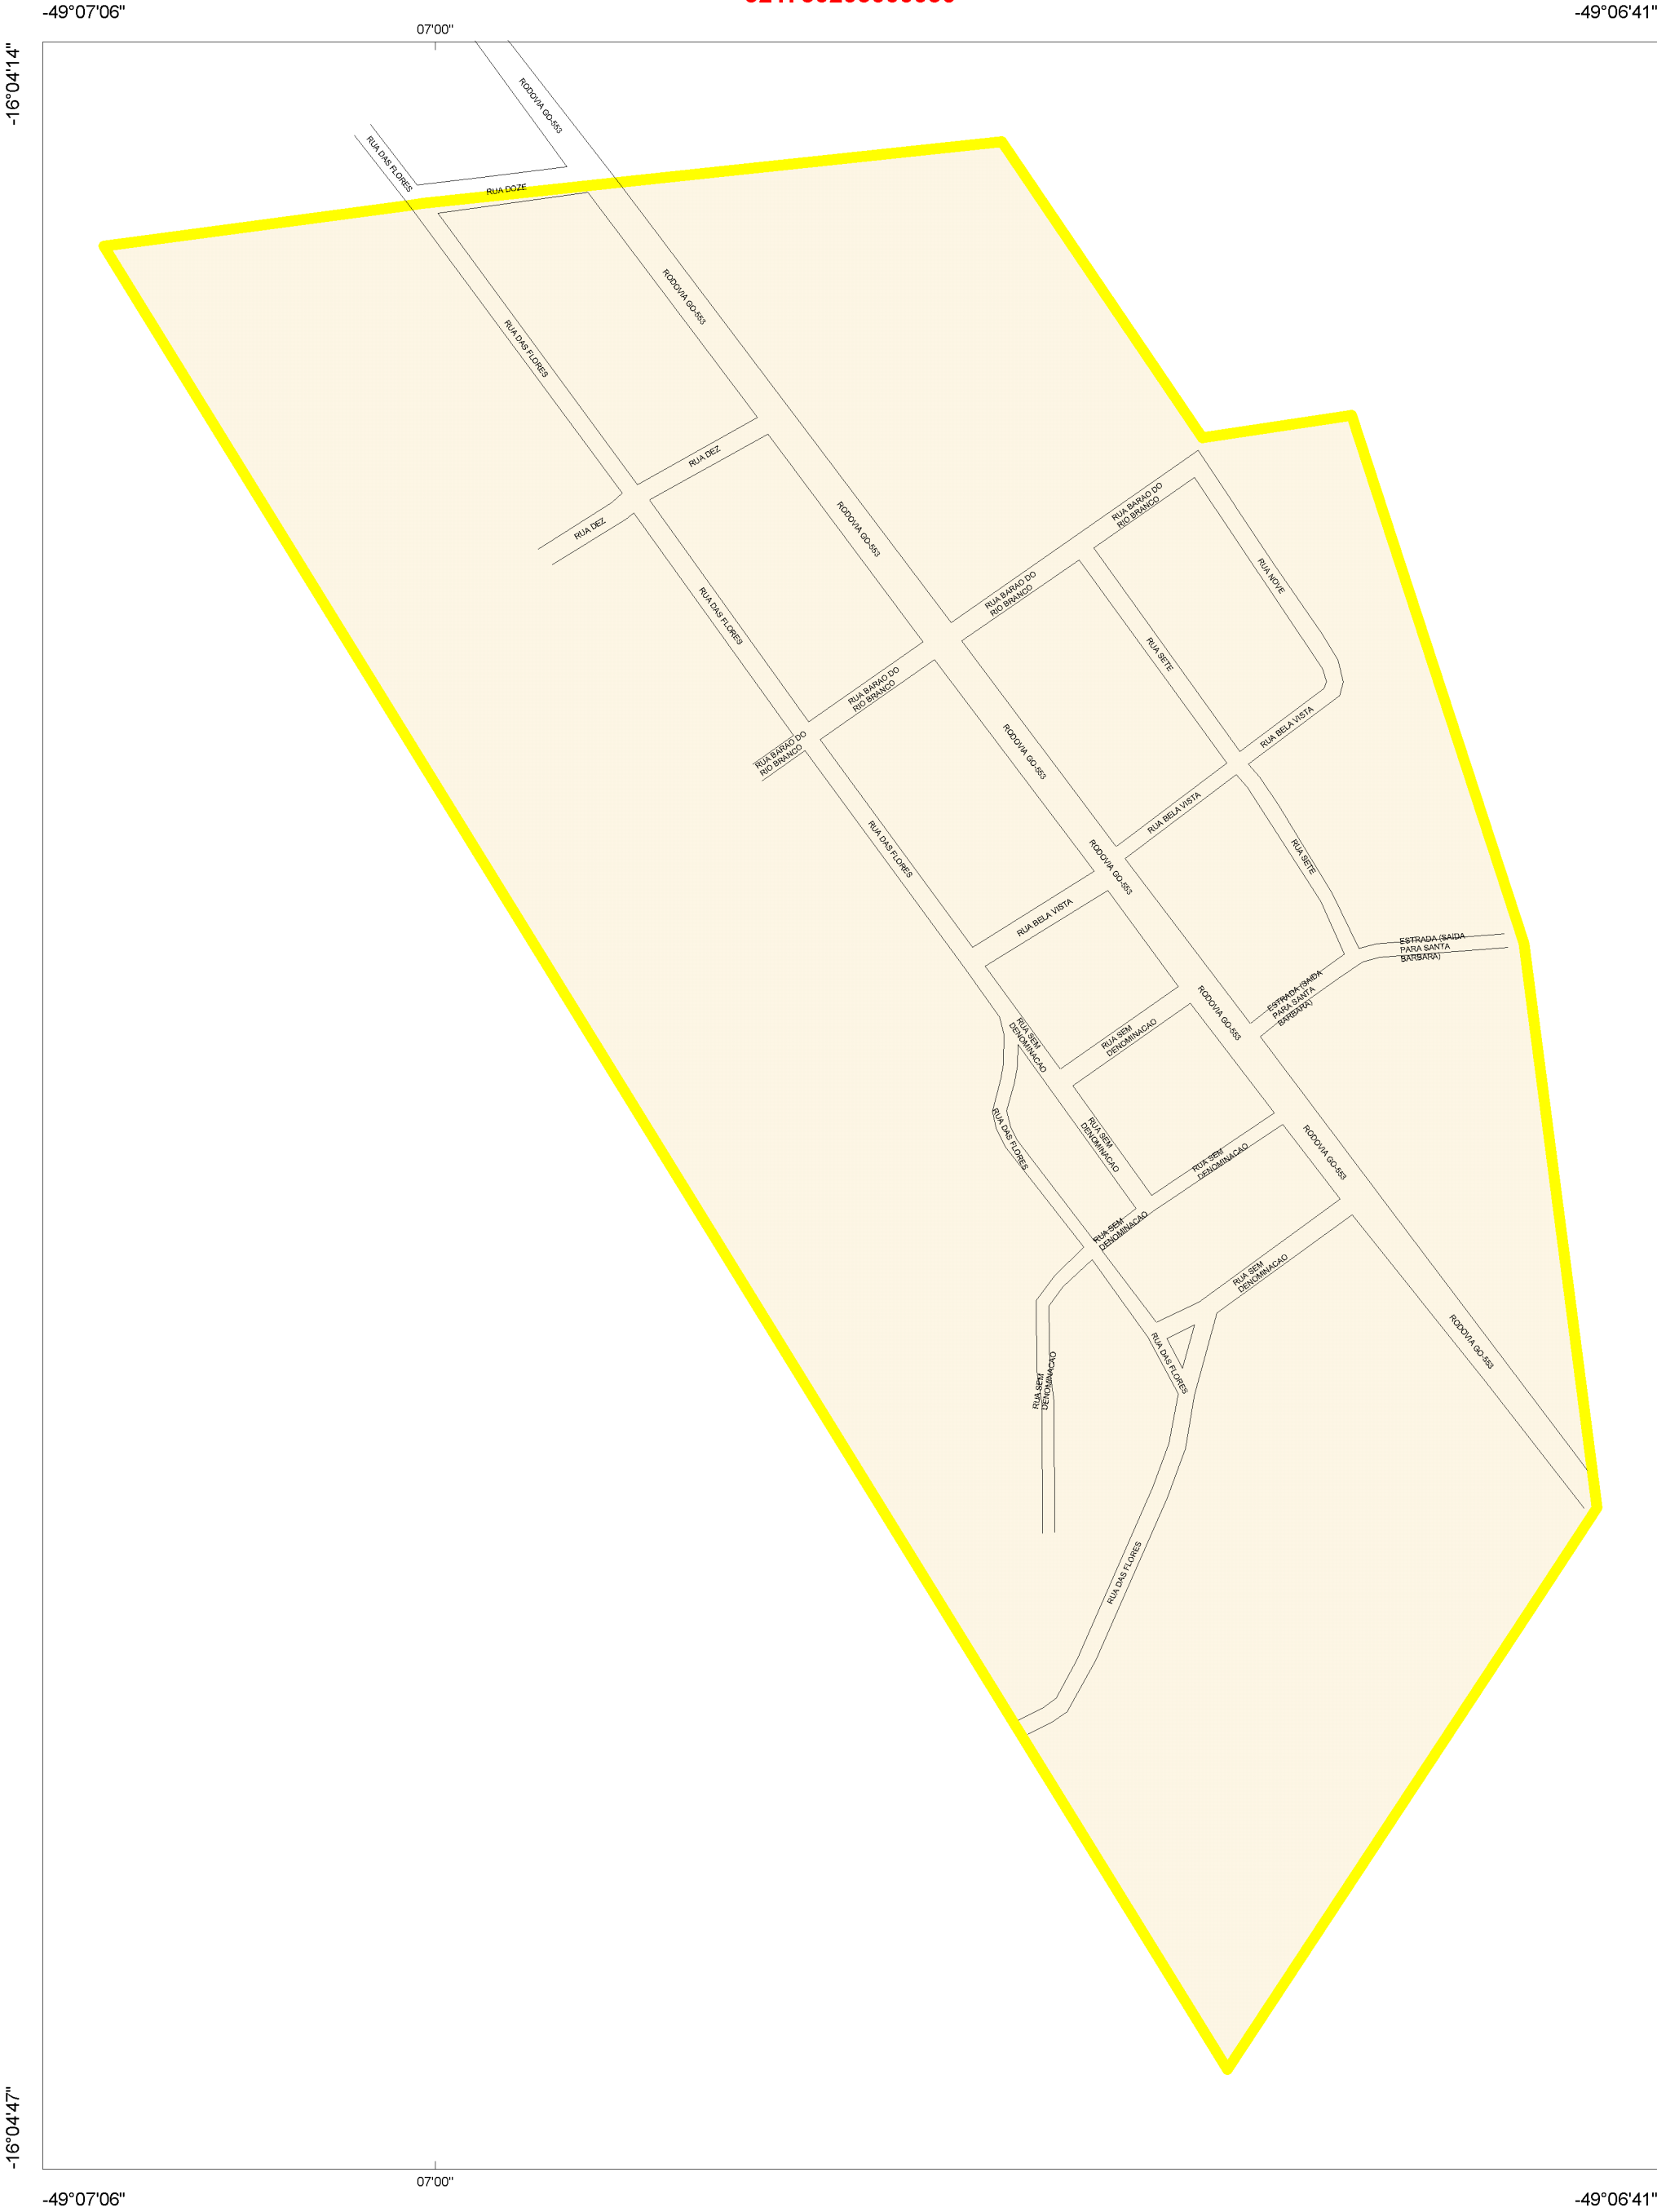 -49°07'06"
-49°06'41"
07'00"
-16°04'14"
RODOVIA GO-553
RUA DAS FLORES
RUA DOZE
RODOVIA GO-553
RUA DAS FLORES
RUA DEZ
RUA DEZ
RODOVIA GO-553
RUA BARAO DO
RIO BRANCO
RUA NOVE
RUA BARAO DO
RIO BRANCO
RUA DAS FLORES
RUA SETE
RUA BARAO DO
RIO BRANCO
RUA BARAO DO
RIO BRANCO
RODOVIA GO-553
RUA BELA VISTA
RUA BELA VISTA
RUA DAS FLORES
RODOVIA GO-553
RUA SETE
RUA BELA VISTA
ESTRADA (SAIDA
PARA SANTA
BARBARA)
ESTRADA (SAIDA
PARA SANTA
BARBARA)
RODOVIA GO-553
RUA SEM
DENOMINACAO
RUA SEM
DENOMINACAO
RUA DAS FLORES
RUA SEM
DENOMINACAO
RUA SEM
DENOMINACAO
RODOVIA GO-553
RUA SEM
DENOMINACAO
RUA SEM
DENOMINACAO
RUA DAS FLORES
RUA SEM
DENOMINACAO
RODOVIA GO-553
RUA DAS FLORES
-16°04'47"
07'00"
-49°07'06"
-49°06'41"